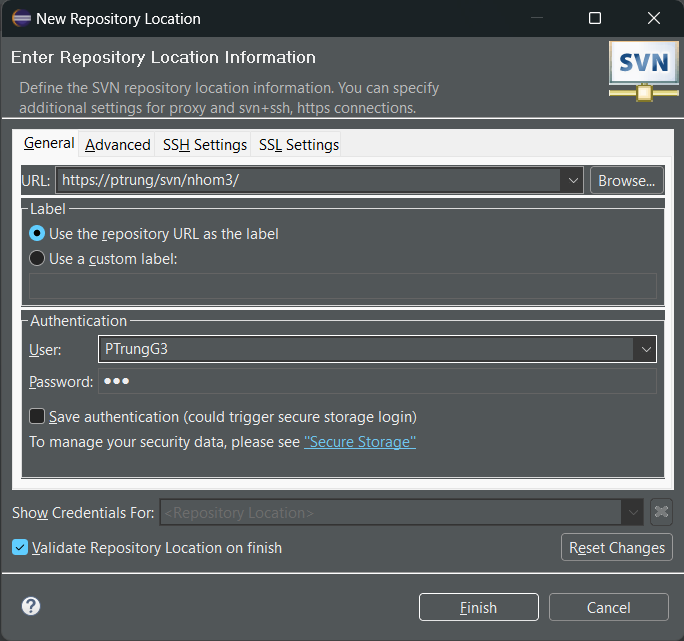 New Repository Location
Enter Repository Location Information
Define the SVN repository location information. You can specify
additional settings for proxy and svn+ssh, https connections.
SVN
General Advanced SSH Settings SSL Settings
URL: https://ptrung/svn/nhom3/ Browse...
Label
Use the repository URL as the label
Use a custom label:
Authentication
User: PTrungG3
Password: •••
Save authentication (could trigger secure storage login)
To manage your security data, please see "Secure Storage"
Show Credentials For: <Repository Location>
Validate Repository Location on finish Reset Changes
? Finish Cancel